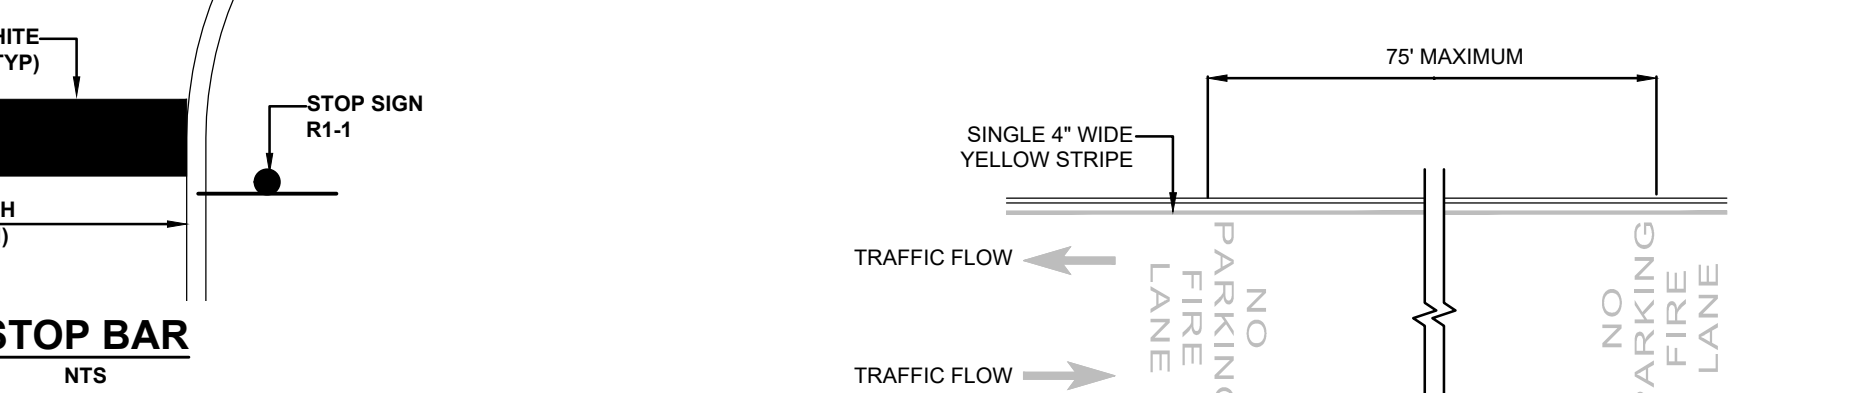 HITE
TYP)
STOP SIGN
R1-1
H
)
STOP BAR
NTS
75' MAXIMUM
SINGLE 4" WIDE
YELLOW STRIPE
TRAFFIC FLOW
TRAFFIC FLOW
NO
PARKING
FIRE
LANE
NO
PARKING
FIRE
LANE